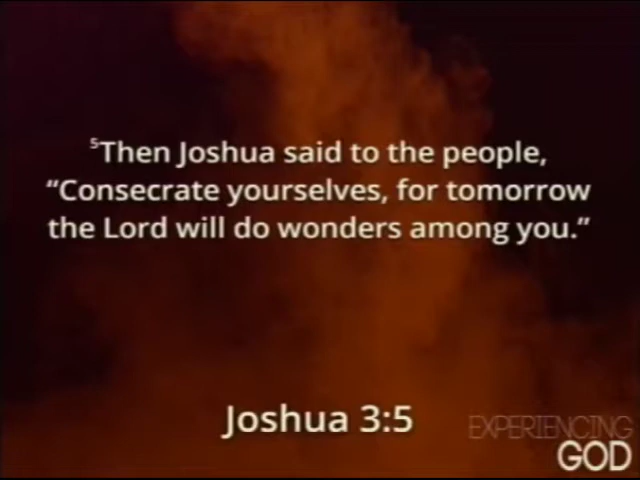 ⁵Then Joshua said to the people,
“Consecrate yourselves, for tomorrow
the Lord will do wonders among you.”
Joshua 3:5
EXPERIENCING
GOD